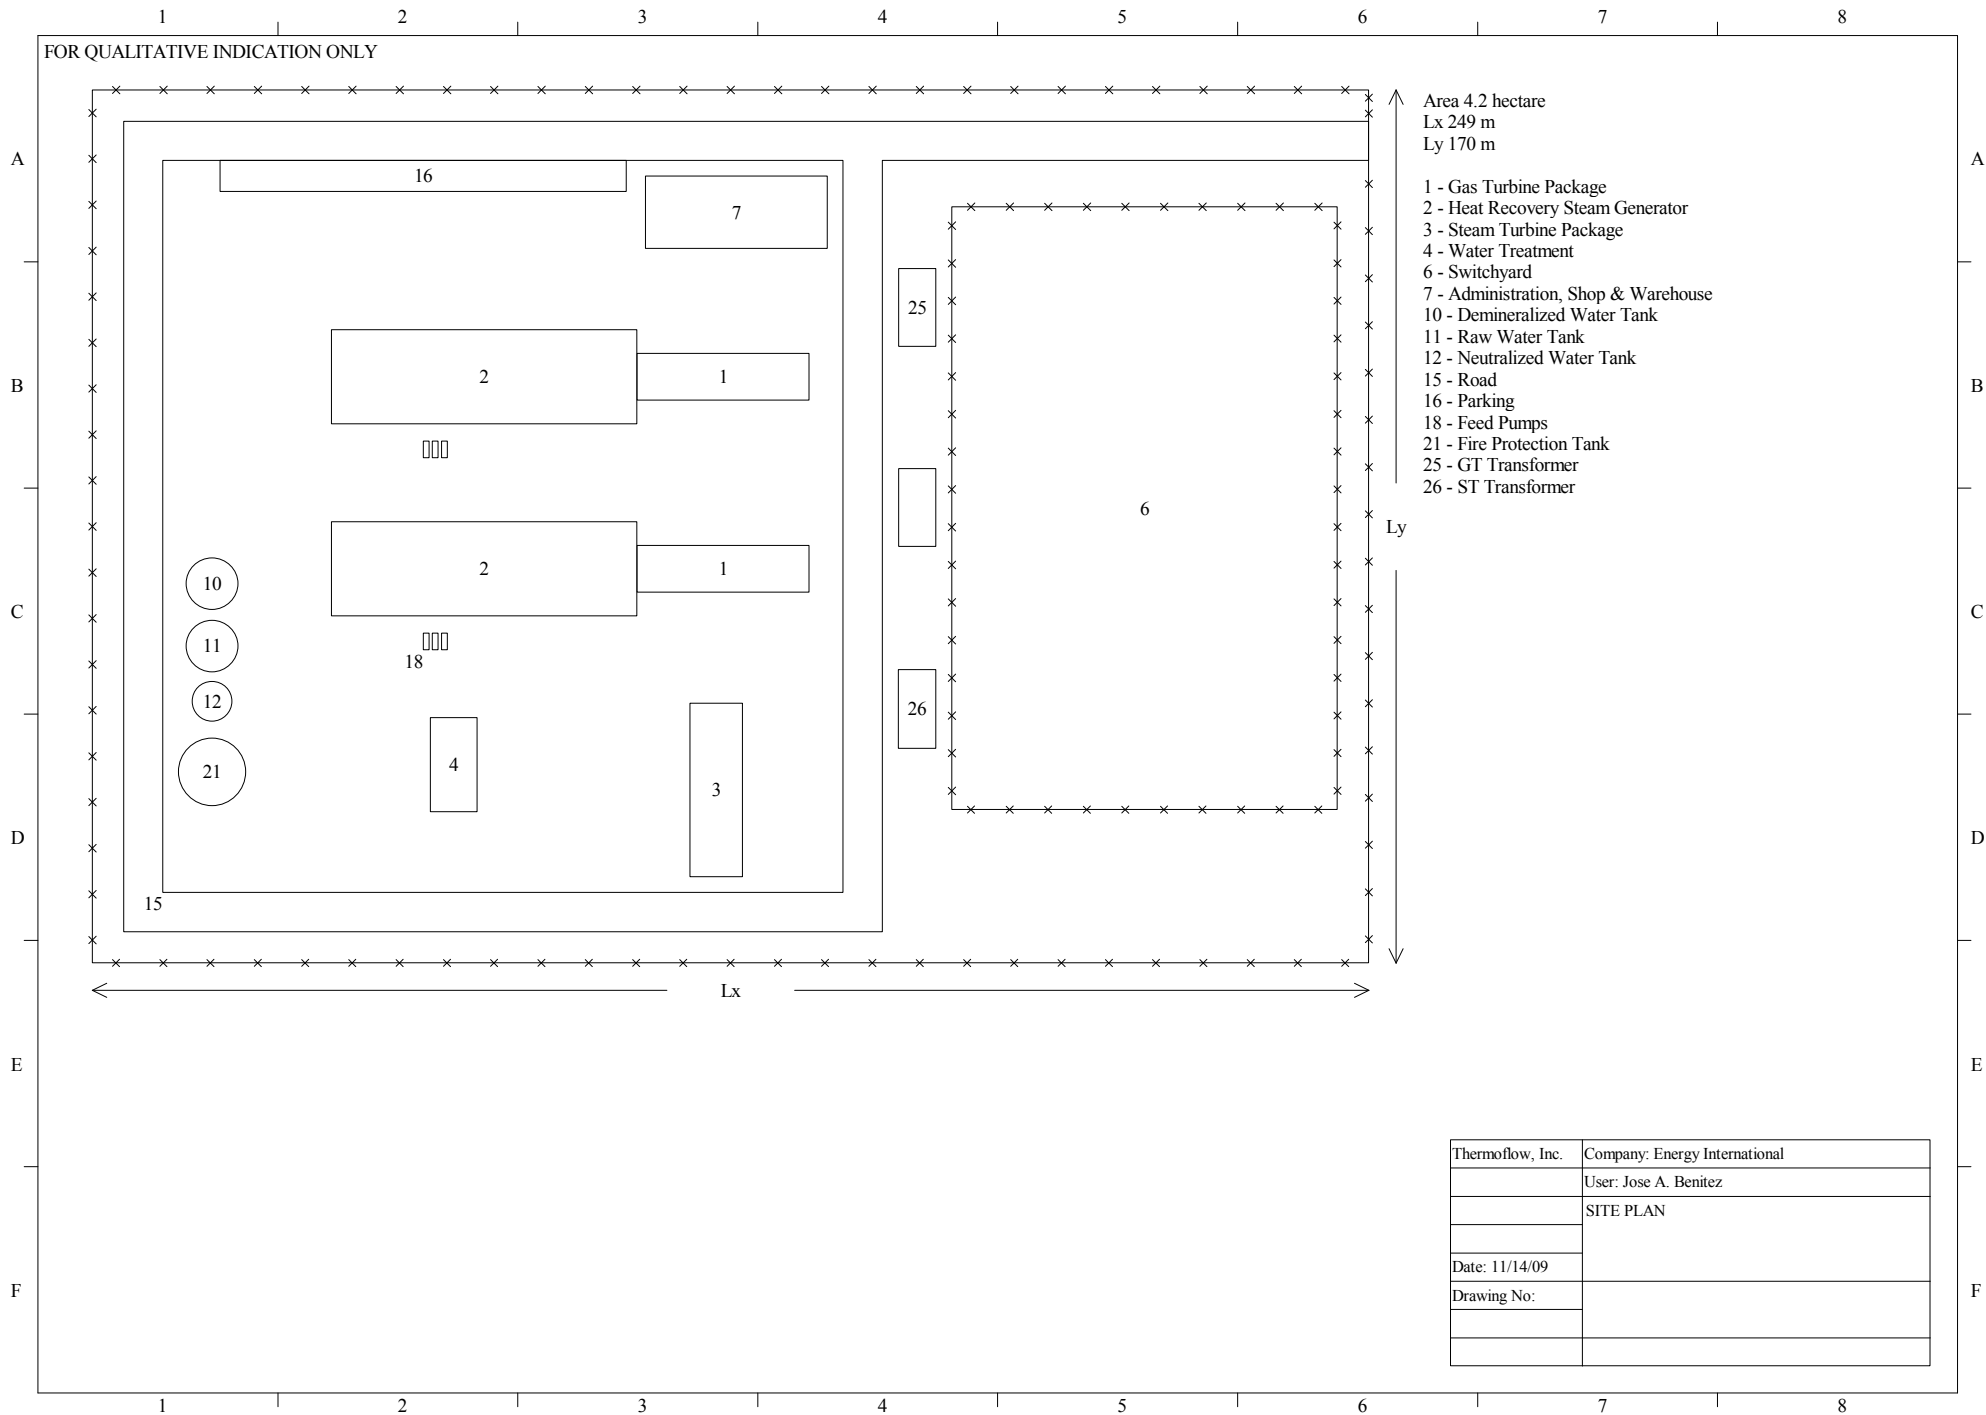 1 2 3 4 5 6 7 8
FOR QUALITATIVE INDICATION ONLY
Area 4.2 hectare
Lx 249 m
Ly 170 m
A
A
16
7
1 - Gas Turbine Package
2 - Heat Recovery Steam Generator
3 - Steam Turbine Package
4 - Water Treatment
6 - Switchyard
7 - Administration, Shop & Warehouse
10 - Demineralized Water Tank
11 - Raw Water Tank
12 - Neutralized Water Tank
15 - Road
16 - Parking
18 - Feed Pumps
21 - Fire Protection Tank
25 - GT Transformer
26 - ST Transformer
25
B
2
1
B
6
Ly
2
1
10
C
C
11
18
12
26
4
21
3
D
D
15
Lx
E
E
Thermoflow, Inc.
Company: Energy International
User: Jose A. Benitez
SITE PLAN
Date: 11/14/09
Drawing No:
F
F
1 2 3 4 5 6 7 8